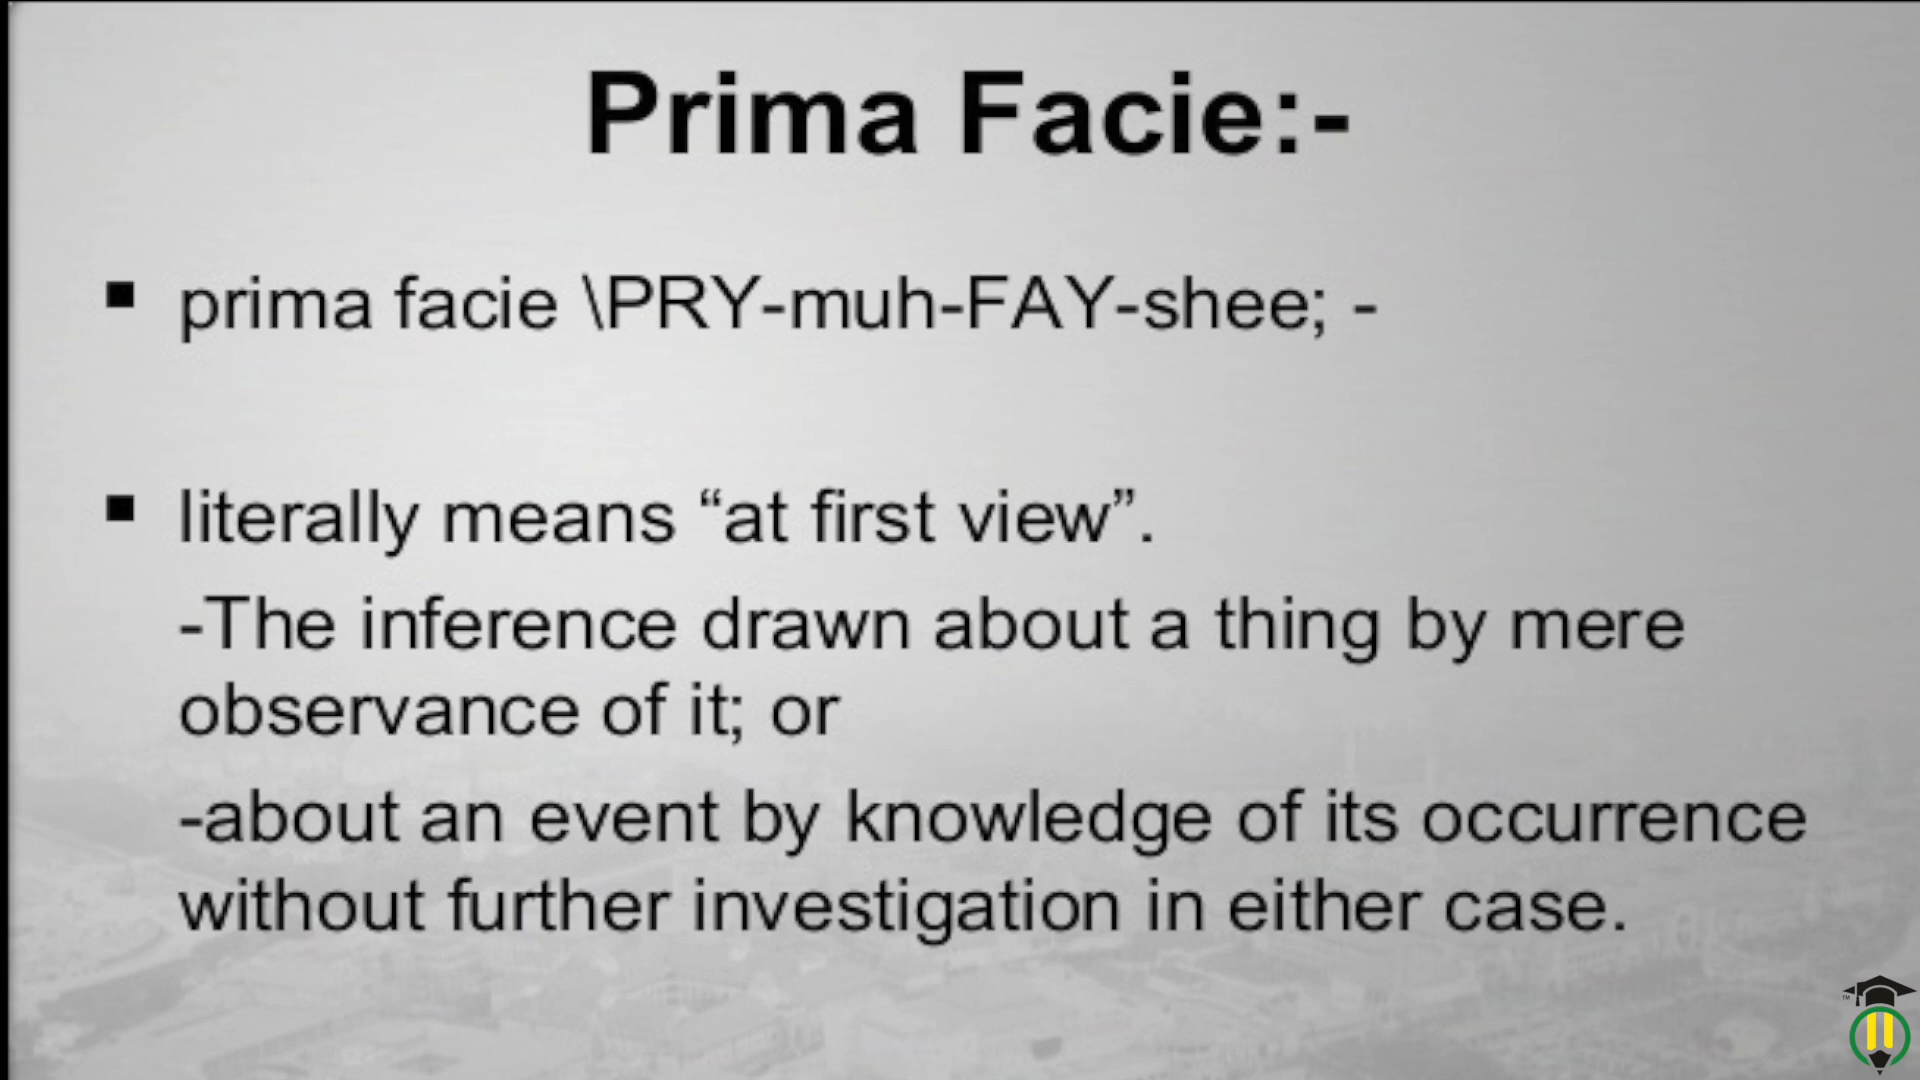 Prima Facie:-
▪ prima facie \PRY-muh-FAY-shee; -
▪ literally means “at first view”.
-The inference drawn about a thing by mere
observance of it; or
-about an event by knowledge of its occurrence
without further investigation in either case.
TM